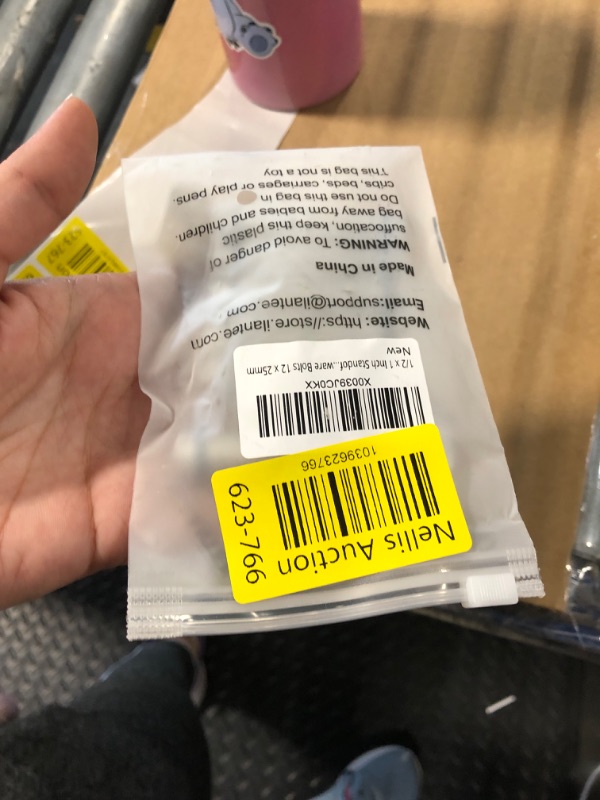 Nellis Auction
1039623766
623-766
X0039JC0KX
1/2 x 1 Inch Standof...ware Bolts 12 x 25mm
New
Website: https://store.ilantee.com
Email:support@ilantee.com
Made in China
WARNING: To avoid danger of
suffocation, keep this plastic
bag away from babies and children.
Do not use this bag in
cribs, beds, carriages or play pens.
This bag is not a toy
623-767